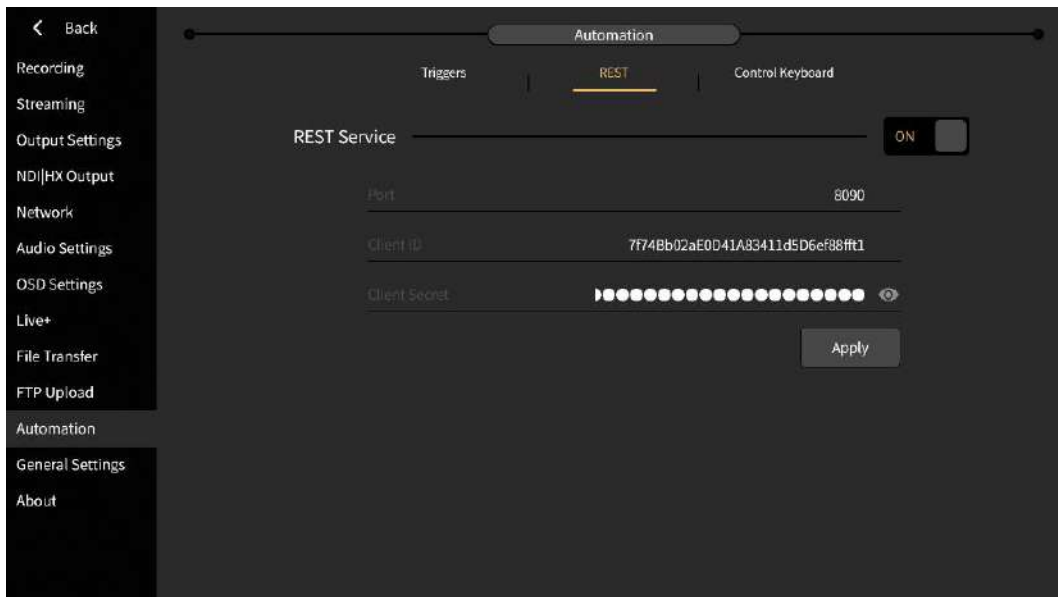 Back
Recording
Streaming
Output Settings
NDI|HX Output
Network
Audio Settings
OSD Settings
Live+
File Transfer
FTP Upload
Automation
General Settings
About
Automation
Triggers REST Control Keyboard
REST Service ON
Port 8090
Client ID 7f74Bb02aE0D41A83411d5D6ef88fft1
Client Secret
Apply